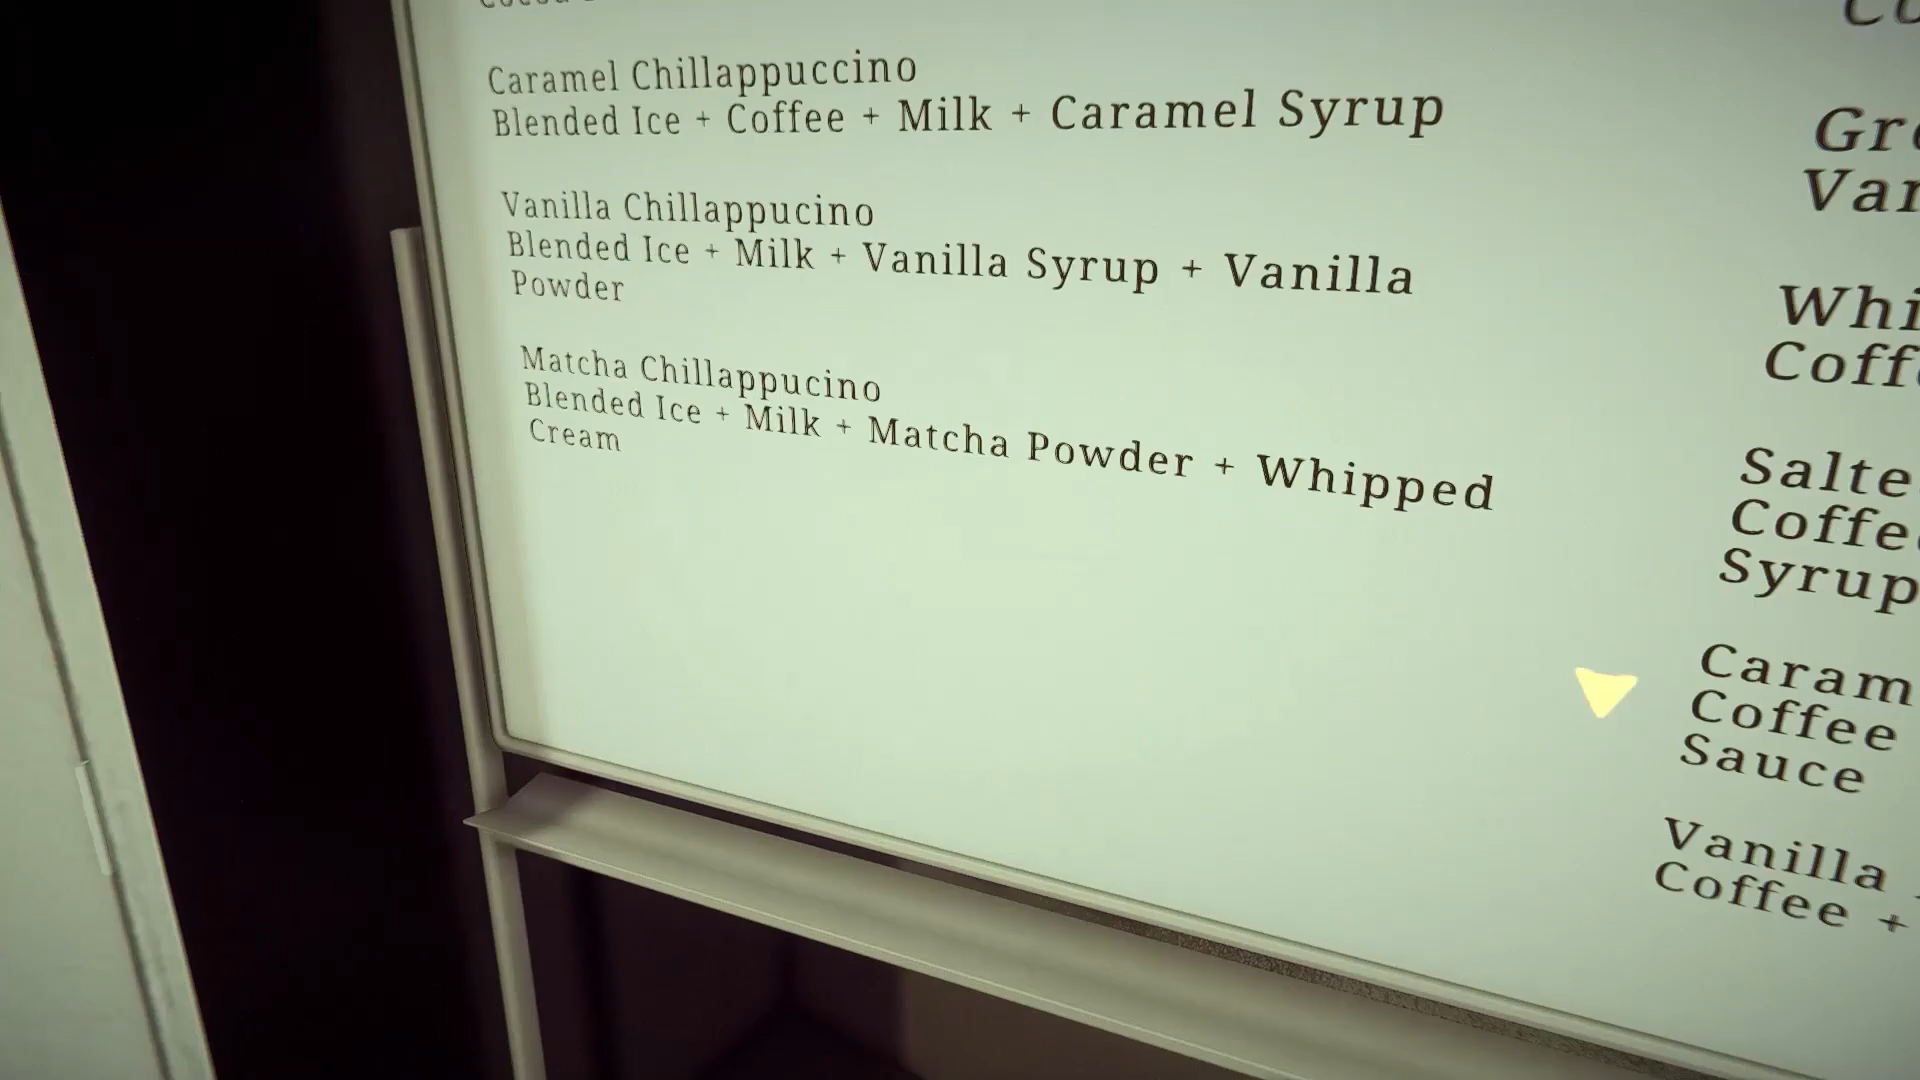 Caramel Chillappuccino
Blended Ice + Coffee + Milk + Caramel Syrup
Vanilla Chillappucino
Blended Ice + Milk + Vanilla Syrup + Vanilla
Powder
Matcha Chillappucino
Blended Ice + Milk + Matcha Powder + Whipped
Cream
Coffee
Syrup
Coffee
Sauce
Vanilla
Coffee +